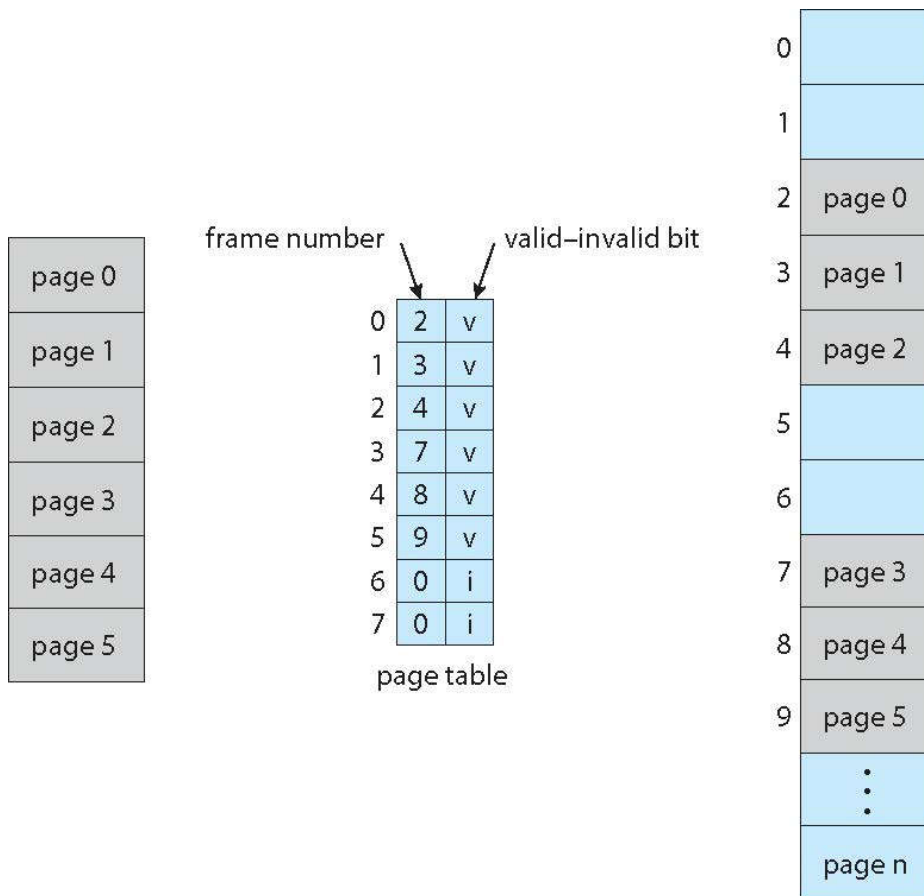 page 0
page 1
page 2
page 3
page 4
page 5
frame number
valid–invalid bit
0 2 v
1 3 v
2 4 v
3 7 v
4 8 v
5 9 v
6 0 i
7 0 i
page table
0
1
2 page 0
3 page 1
4 page 2
5
6
7 page 3
8 page 4
9 page 5
page n